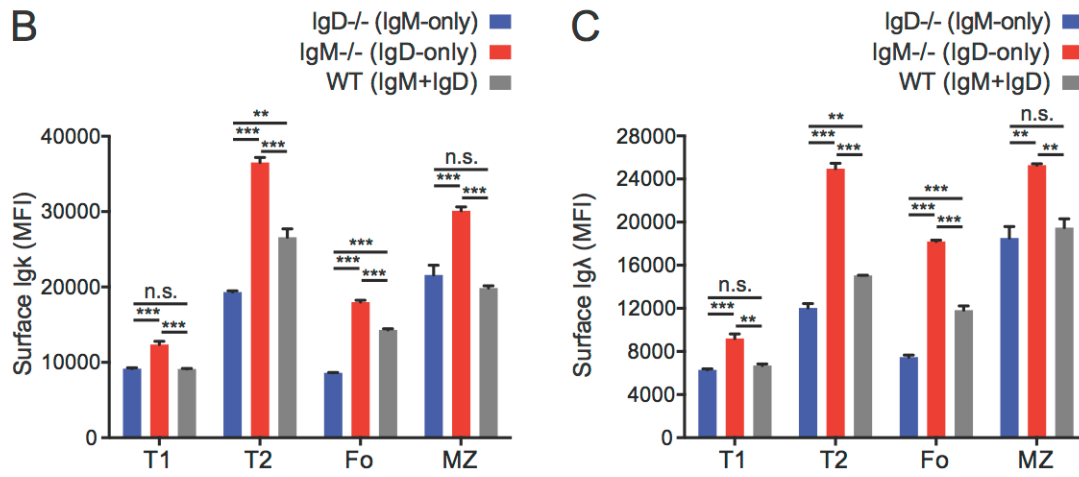 B
IgD-/- (IgM-only)
IgM-/- (IgD-only)
WT (IgM+IgD)
Surface Igk (MFI)
40000
30000
20000
10000
0
n.s.
***
***
**
***
***
***
***
***
n.s.
***
***
T1
T2
Fo
MZ
C
IgD-/- (IgM-only)
IgM-/- (IgD-only)
WT (IgM+IgD)
Surface Igλ (MFI)
28000
24000
20000
16000
12000
8000
4000
0
n.s.
***
**
**
***
***
***
***
***
n.s.
**
**
T1
T2
Fo
MZ